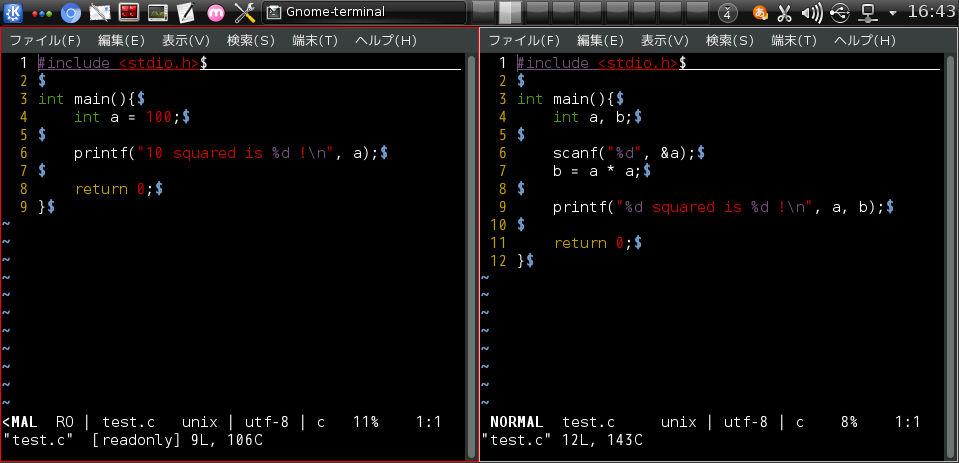 Gnome-terminal
4
あ
16:43
ファイル(F) 編集(E) 表示(V) 検索(S) 端末(T) ヘルプ(H)
1 #include <stdio.h>$
2 $
3 int main(){$
4     int a = 100;$
5 $
6     printf("10 squared is %d !\n", a);$
7 $
8     return 0;$
9 }$
~
~
~
~
~
~
~
~
~
~
~
<MAL RO | test.c unix | utf-8 | c 11% 1:1
"test.c" [readonly] 9L, 106C
ファイル(F) 編集(E) 表示(V) 検索(S) 端末(T) ヘルプ(H)
1 #include <stdio.h>$
2 $
3 int main(){$
4     int a, b;$
5 $
6     scanf("%d", &a);$
7     b = a * a;$
8 $
9     printf("%d squared is %d !\n", a, b);$
10 $
11     return 0;$
12 }$
~
~
~
~
~
~
~
~
NORMAL test.c unix | utf-8 | c 8% 1:1
"test.c" 12L, 143C